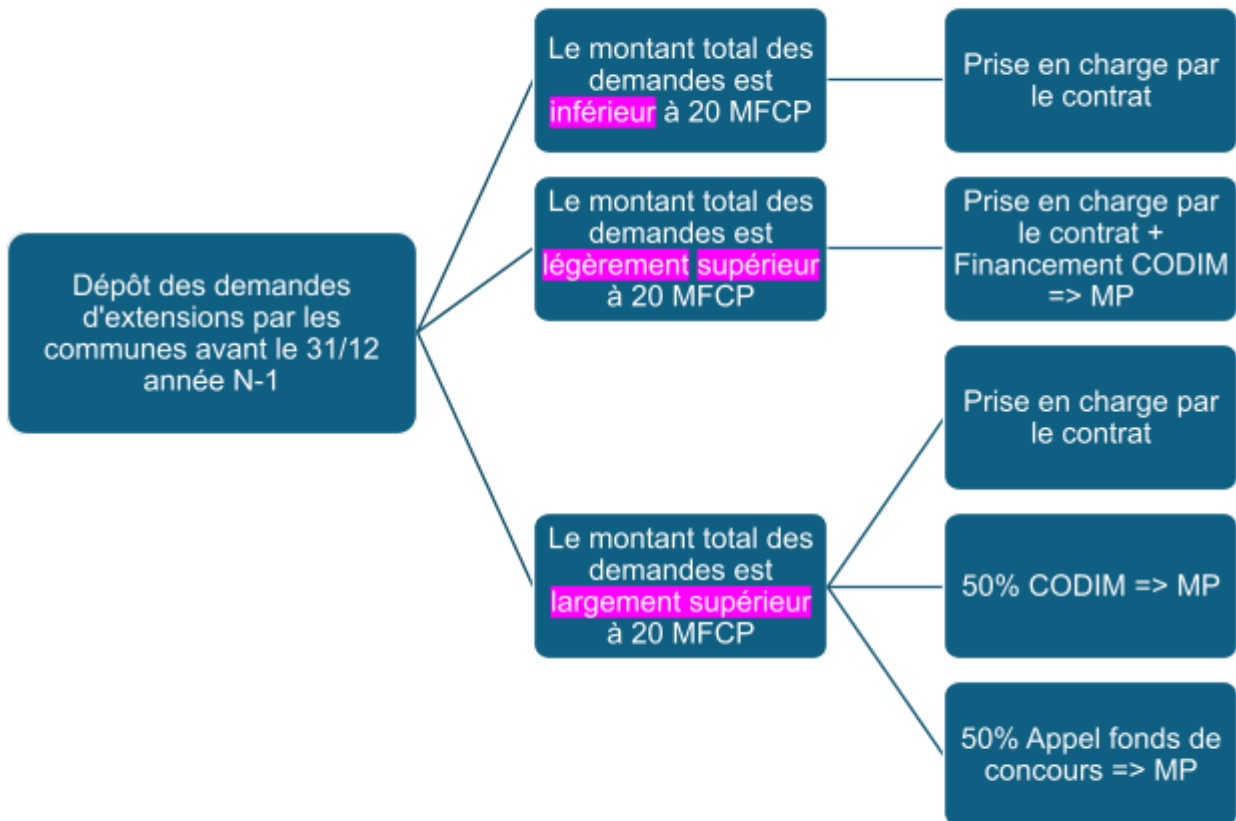 Dépôt des demandes
d'extensions par les
communes avant le 31/12
année N-1
Le montant total des
demandes est
inférieur à 20 MFCP
Prise en charge par
le contrat
Le montant total des
demandes est
légèrement supérieur
à 20 MFCP
Prise en charge par
le contrat +
Financement CODIM
=> MP
Le montant total des
demandes est
largement supérieur
à 20 MFCP
Prise en charge par
le contrat
50% CODIM => MP
50% Appel fonds de
concours => MP